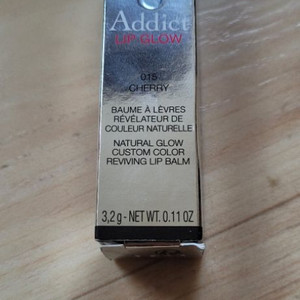 Addict
LIP GLOW
015
CHERRY
BAUME À LÈVRES
RÉVÉLATEUR DE
COULEUR NATURELLE
NATURAL GLOW
CUSTOM COLOR
REVIVING LIP BALM
3,2 g - NET WT. 0.11 OZ